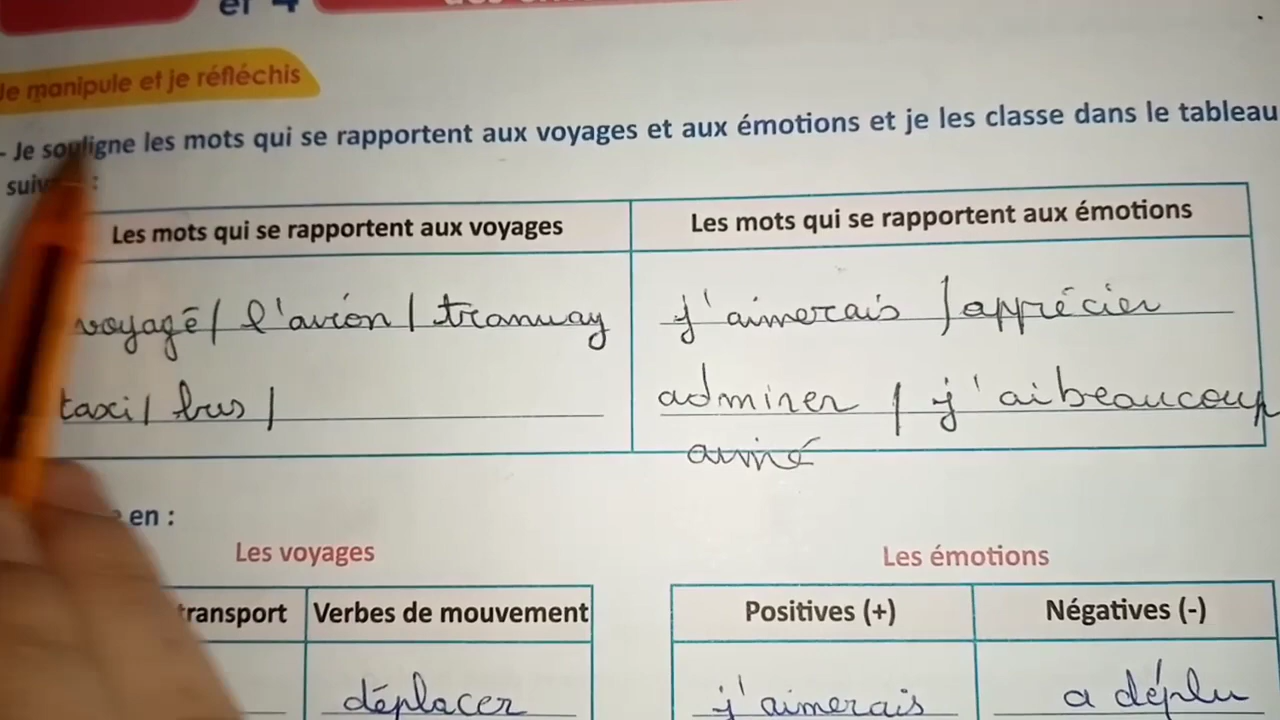 et 4
Je manipule et je réfléchis
- Je souligne les mots qui se rapportent aux voyages et aux émotions et je les classe dans le tableau
:
Les mots qui se rapportent aux voyages
Les mots qui se rapportent aux émotions
voyagé / l'avion / tramway
taxi / bus /
j'aimerais / apprécier
admirer / j'ai beaucoup
aimé
en :
Les voyages
Les émotions
transport
Verbes de mouvement
Positives (+)
Négatives (-)
déplacer
j'aimerais
a déplu